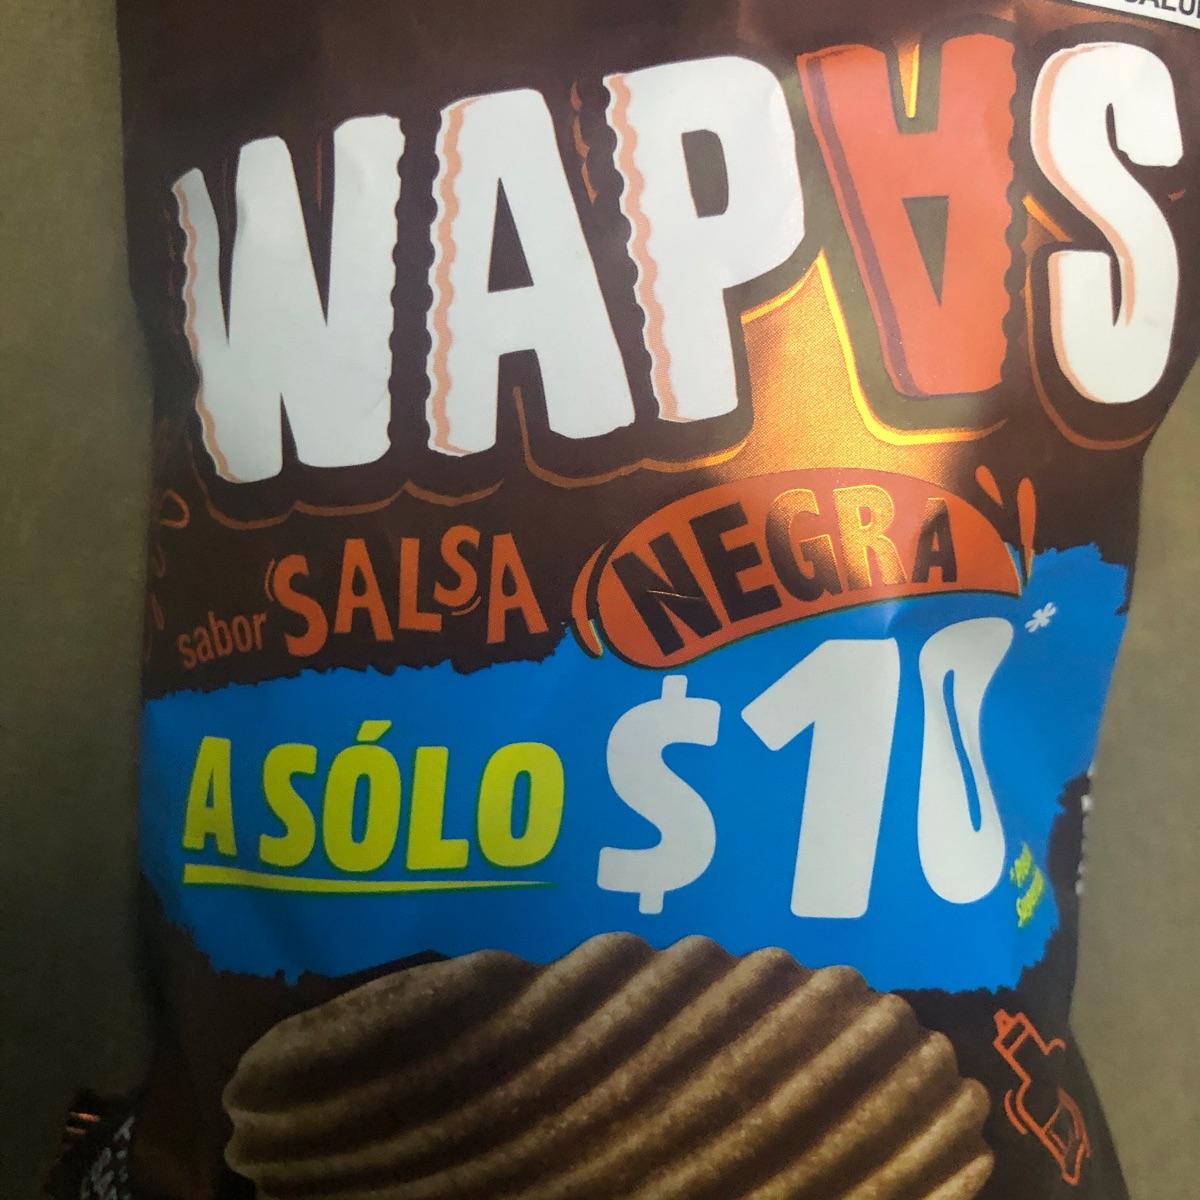 WAPAS
sabor SALSA NEGRA
A SÓLO $10*